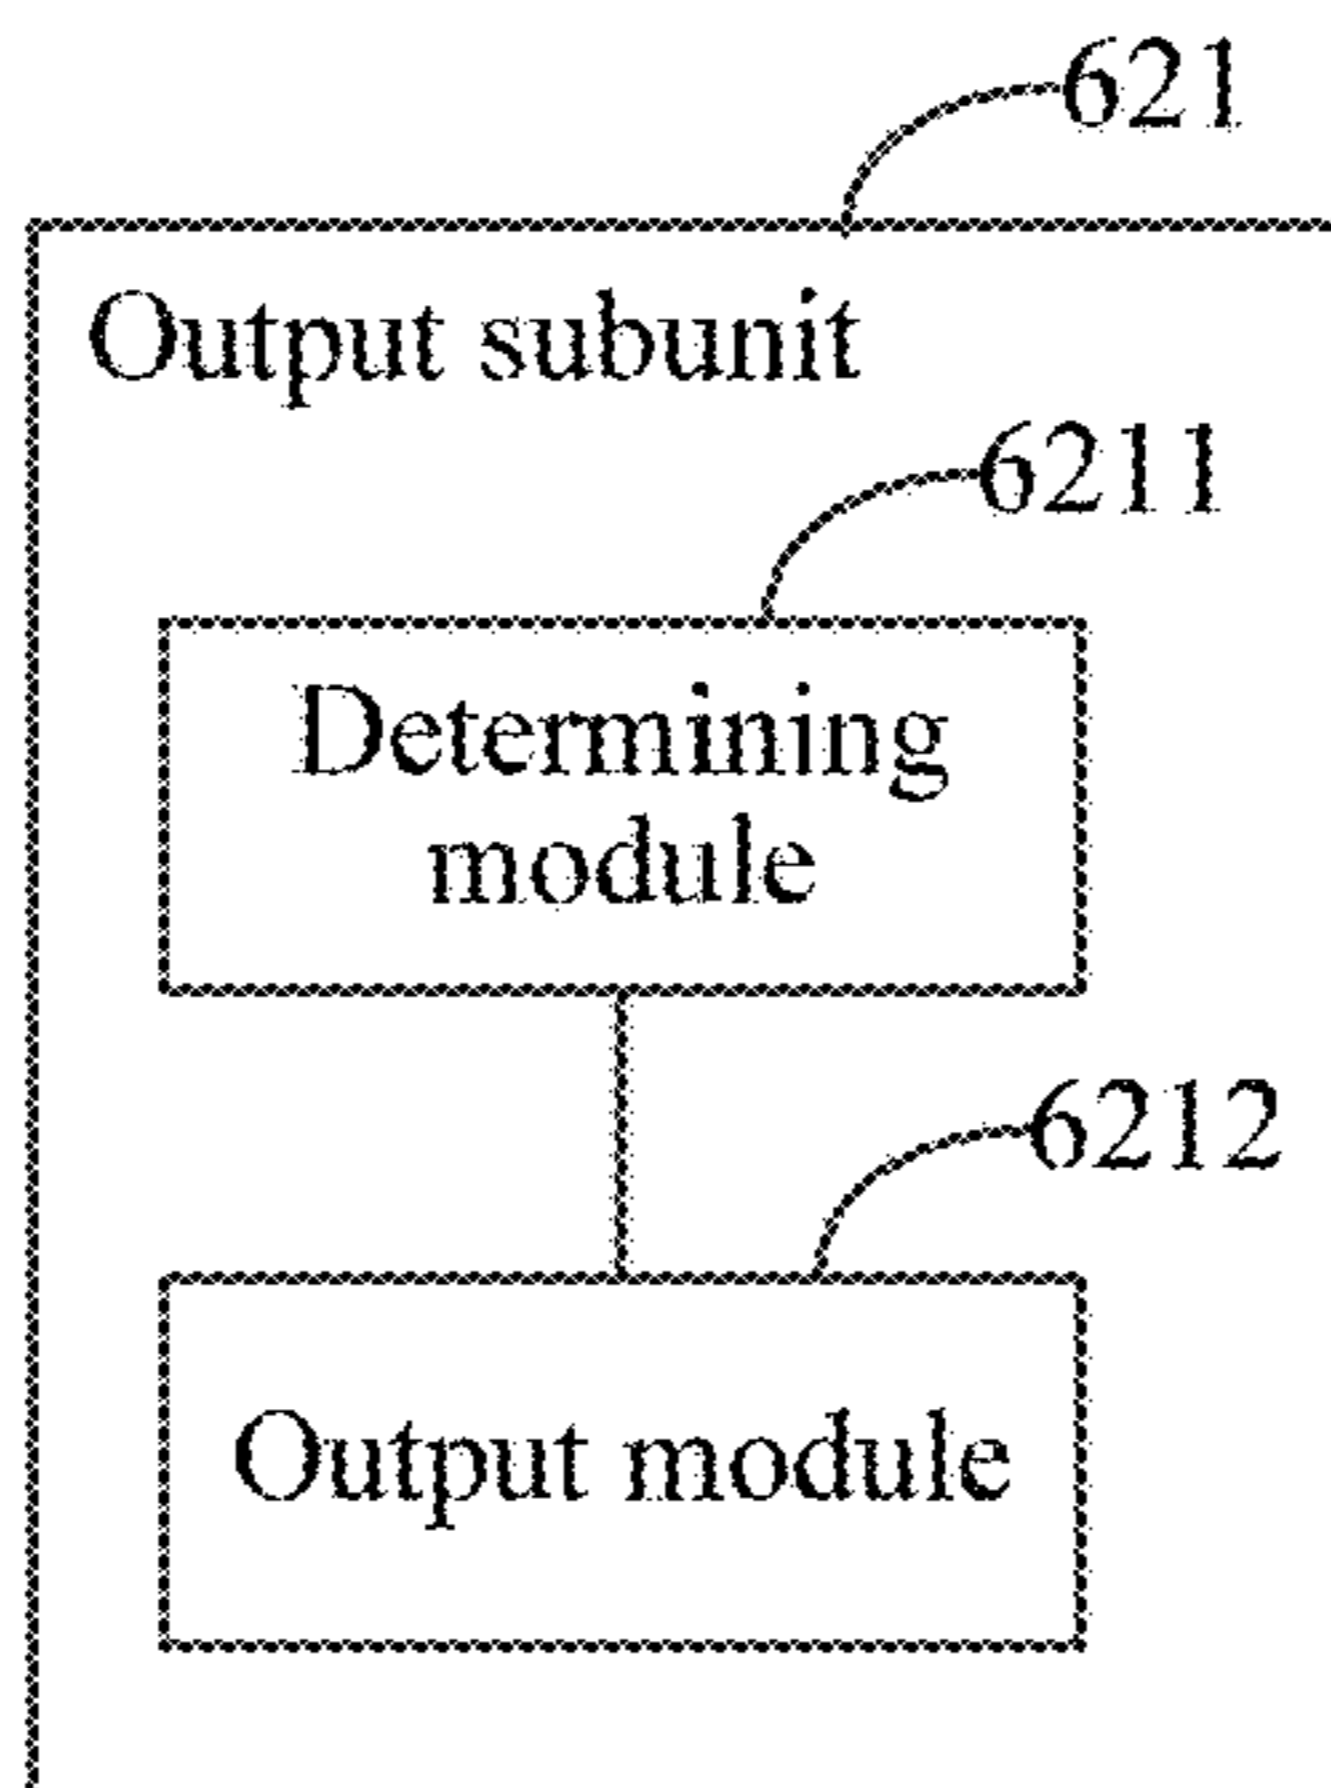 621
Output subunit
6211
Determining
module
6212
Output module